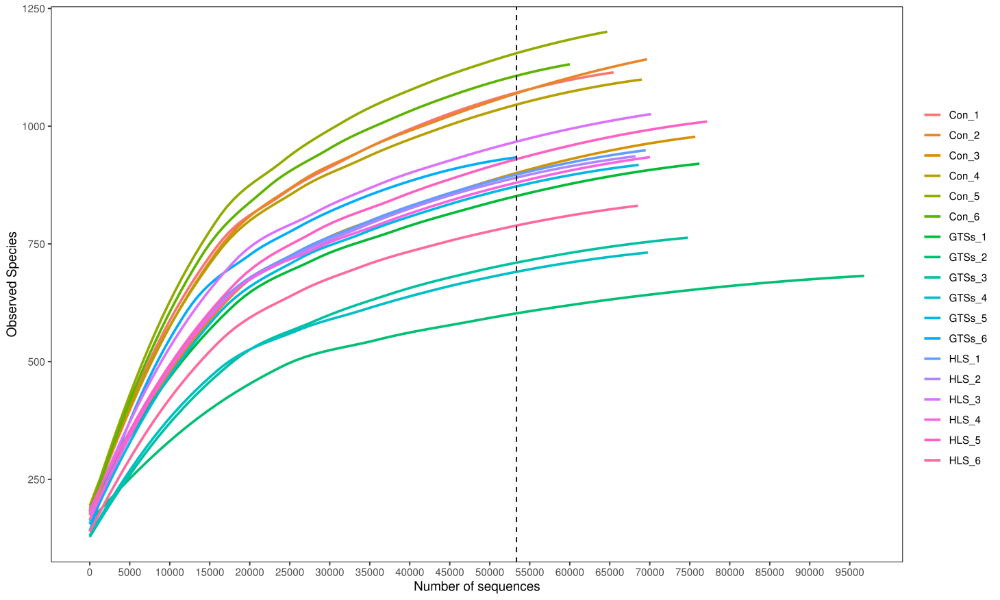 1250
1000
750
500
250
Observed Species
0 5000 10000 15000 20000 25000 30000 35000 40000 45000 50000 55000 60000 65000 70000 75000 80000 85000 90000 95000
Number of sequences
Con_1
Con_2
Con_3
Con_4
Con_5
Con_6
GTSs_1
GTSs_2
GTSs_3
GTSs_4
GTSs_5
GTSs_6
HLS_1
HLS_2
HLS_3
HLS_4
HLS_5
HLS_6